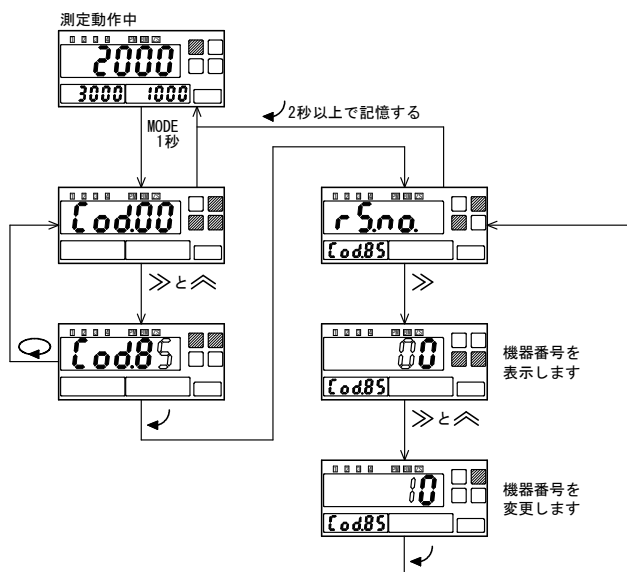 測定動作中
2000
3000 1000
2秒以上で記憶する
MODE
1秒
Cod.00
rS.no.
Cod.85
≫と︽
≫
Cod.85
00
Cod.85
機器番号を
表示します
≫と︽
10
Cod.85
機器番号を
変更します